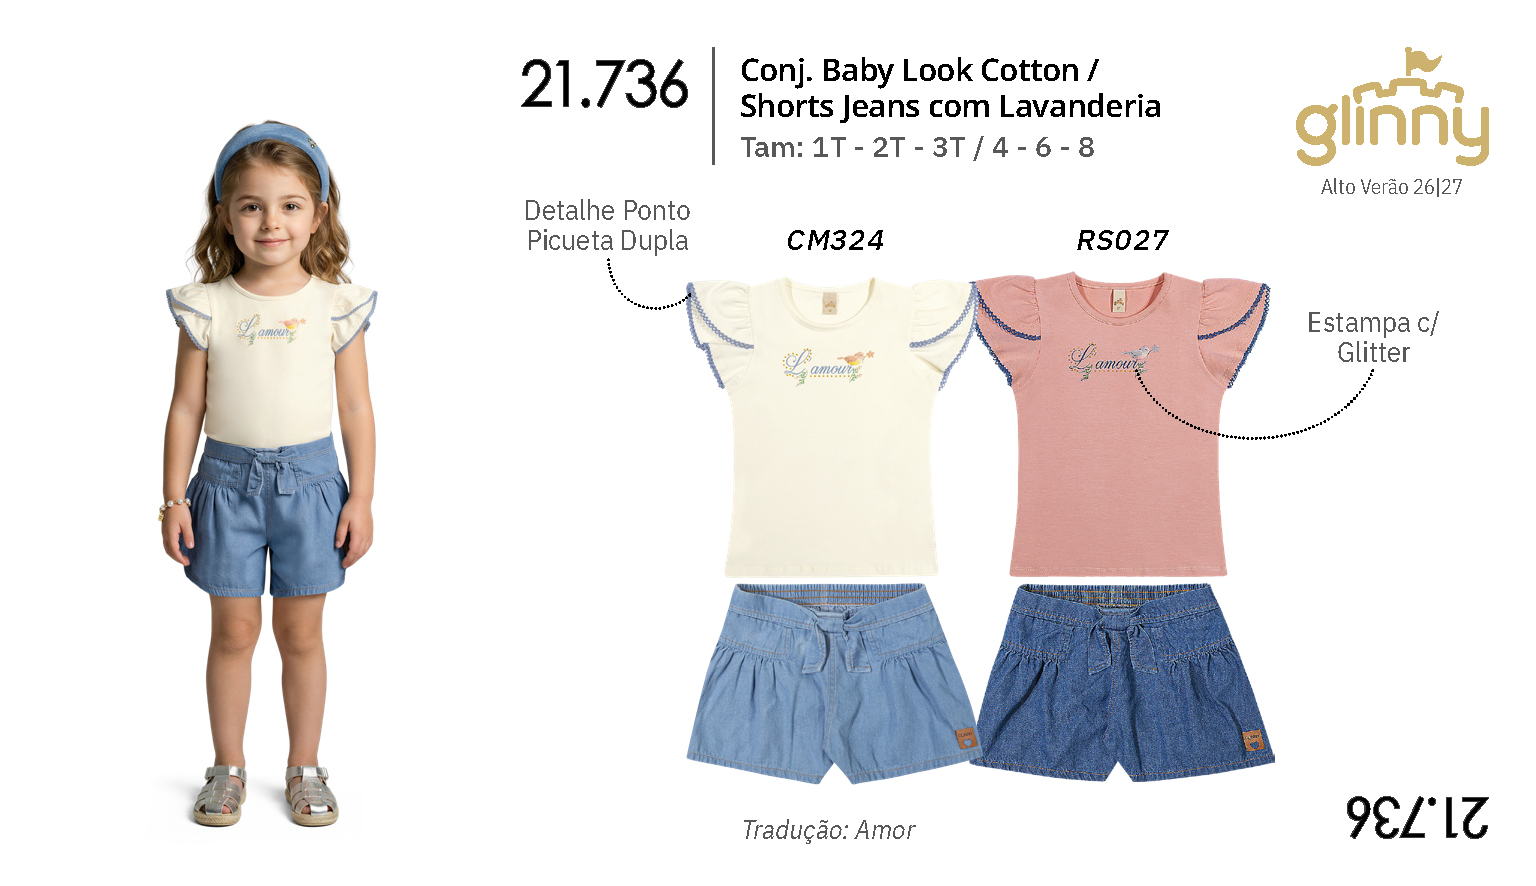 21.736
Conj. Baby Look Cotton /
Shorts Jeans com Lavanderia
Tam: 1T - 2T - 3T / 4 - 6 - 8
glinny
Alto Verão 26|27
Detalhe Ponto
Picueta Dupla
CM324
RS027
Estampa c/
Glitter
L'amour
L'amour
L'amour
Tradução: Amor
21.736